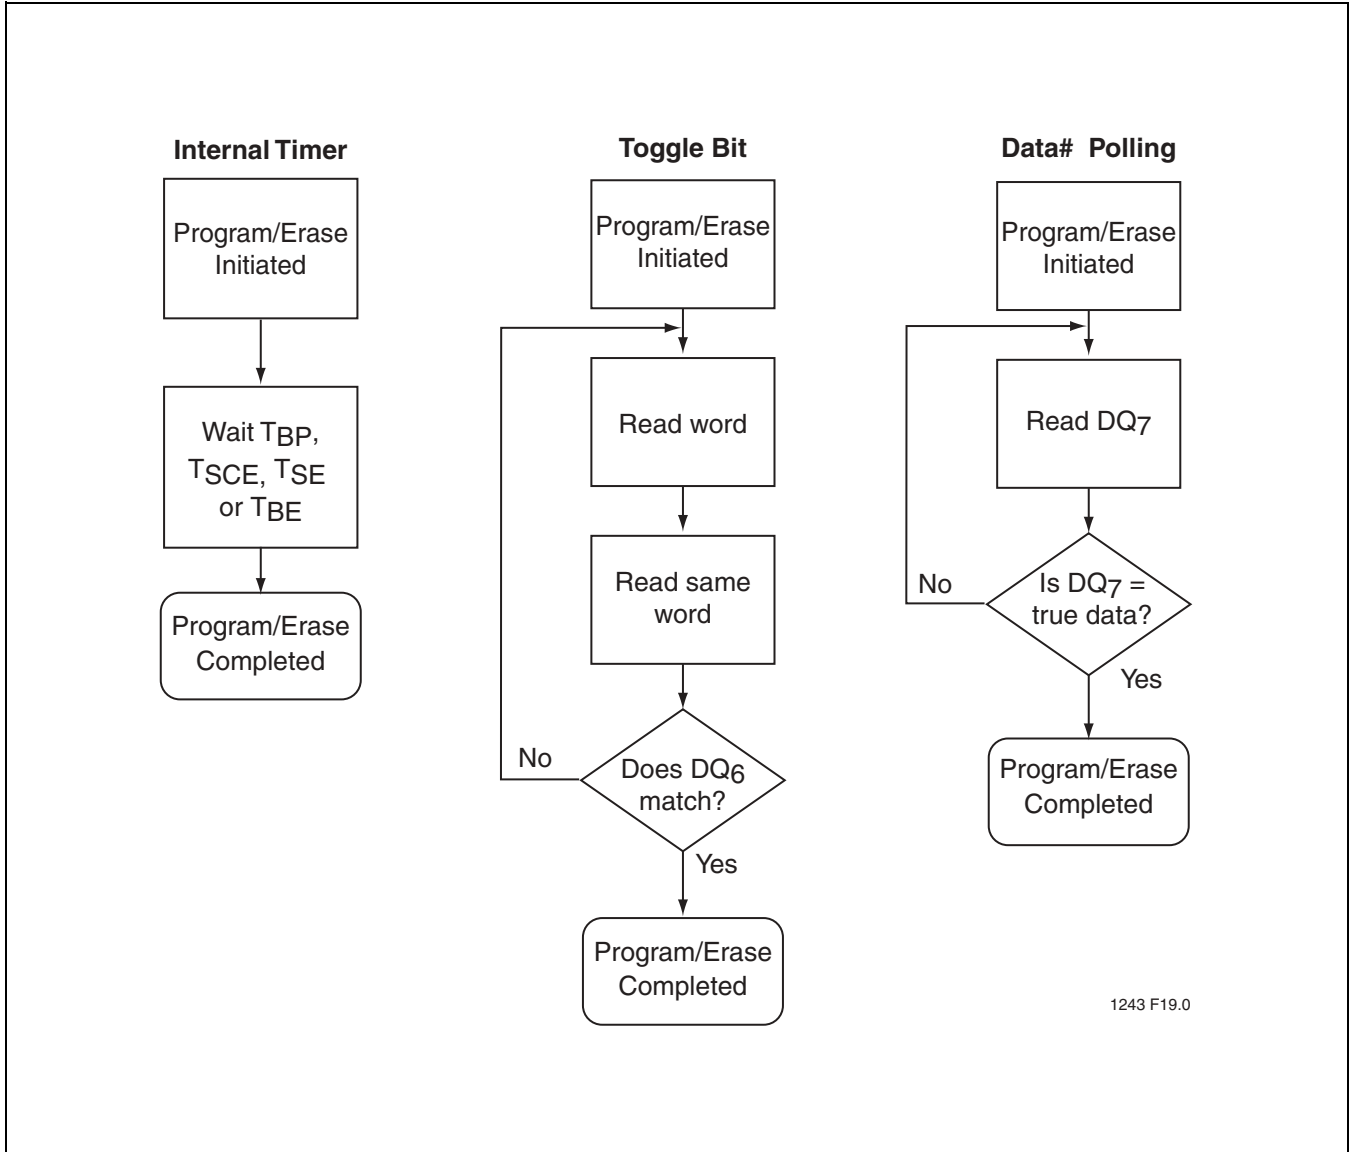 Internal Timer
Program/Erase
Initiated
Wait TBP,
TSCE, TSE
or TBE
Program/Erase
Completed
Toggle Bit
Program/Erase
Initiated
Read word
Read same
word
Does DQ6
match?
No
Yes
Program/Erase
Completed
Data# Polling
Program/Erase
Initiated
Read DQ7
Is DQ7 =
true data?
No
Yes
Program/Erase
Completed
1243 F19.0